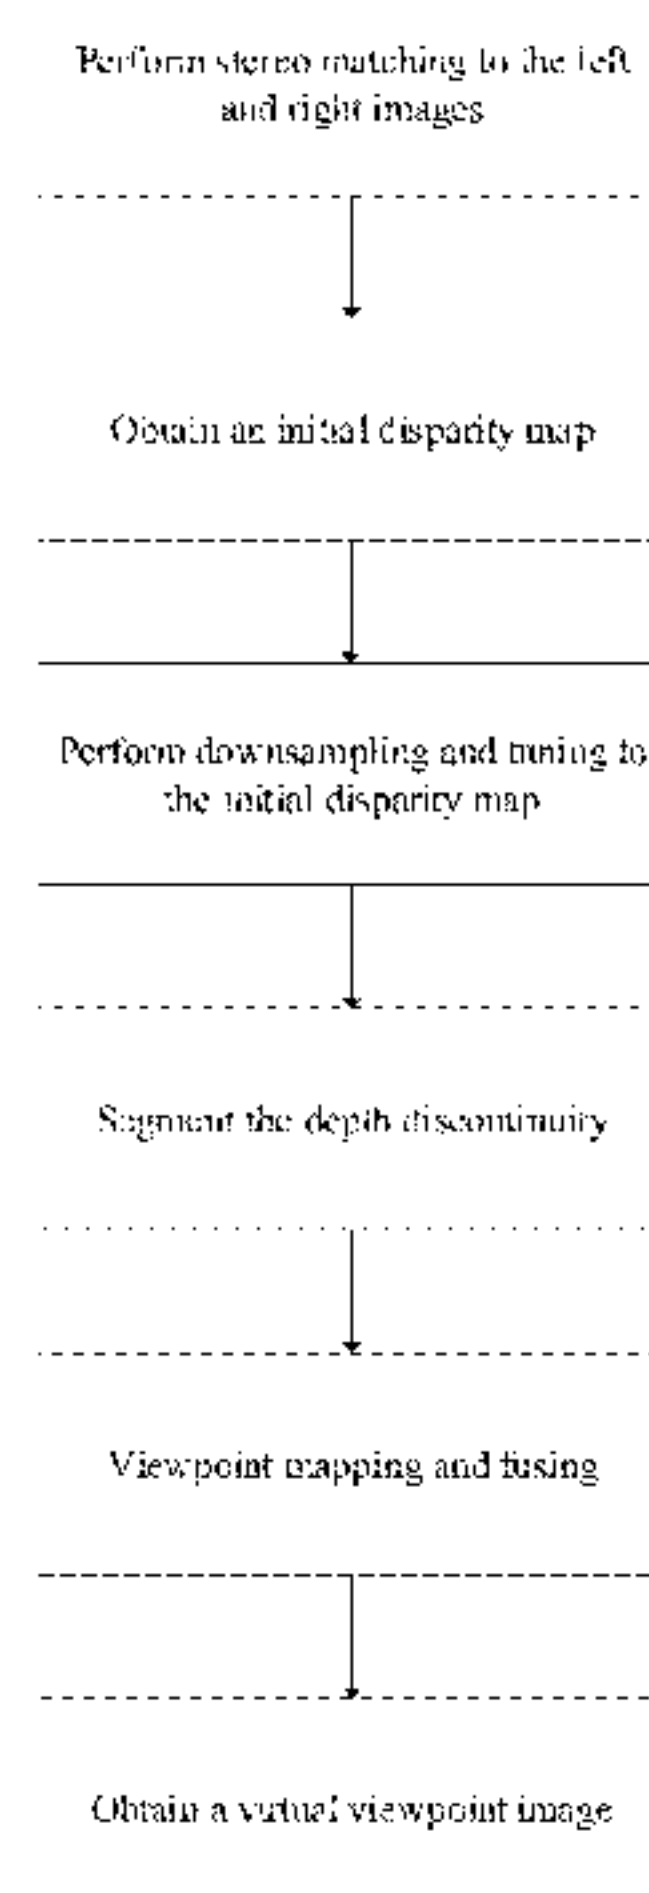 Perform stereo matching to the left
and right images
Obtain an initial disparity map
Perform downsampling and tuning to
the initial disparity map
Segment the depth discontinuity
Viewpoint mapping and fusing
Obtain a virtual viewpoint image